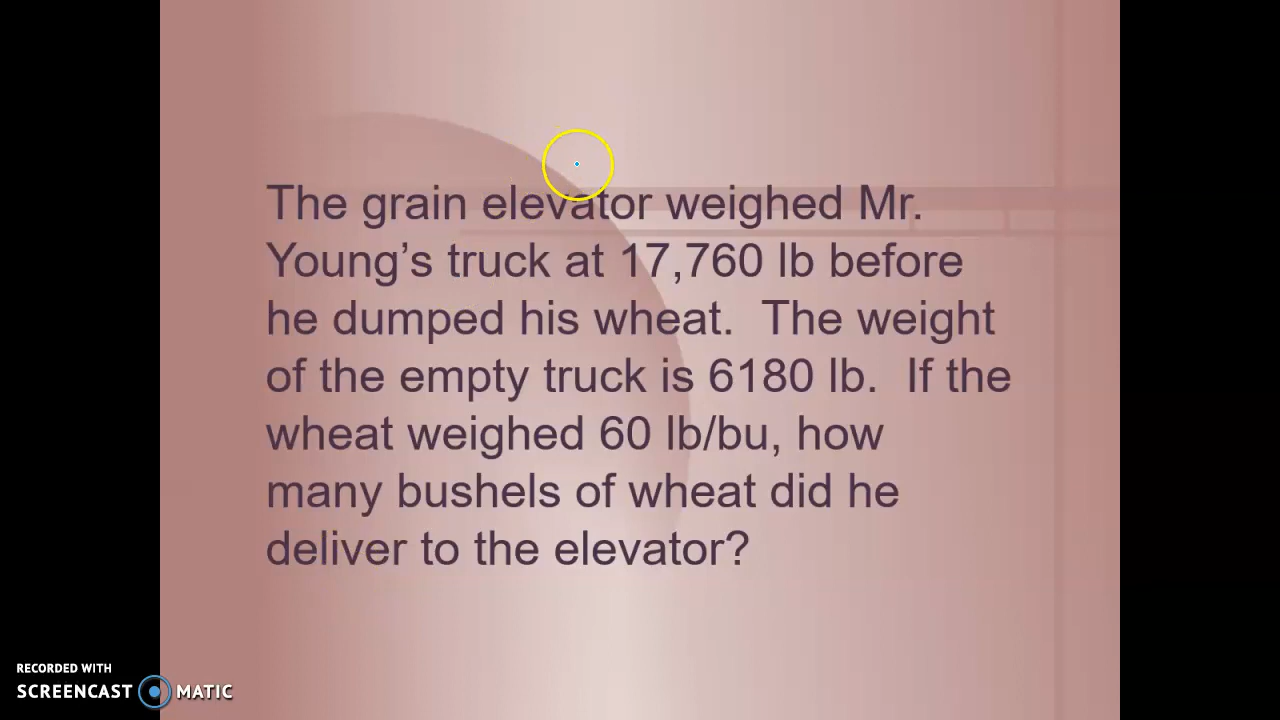 The grain elevator weighed Mr.
Young’s truck at 17,760 lb before
he dumped his wheat.  The weight
of the empty truck is 6180 lb.  If the
wheat weighed 60 lb/bu, how
many bushels of wheat did he
deliver to the elevator?
RECORDED WITH
SCREENCAST MATIC